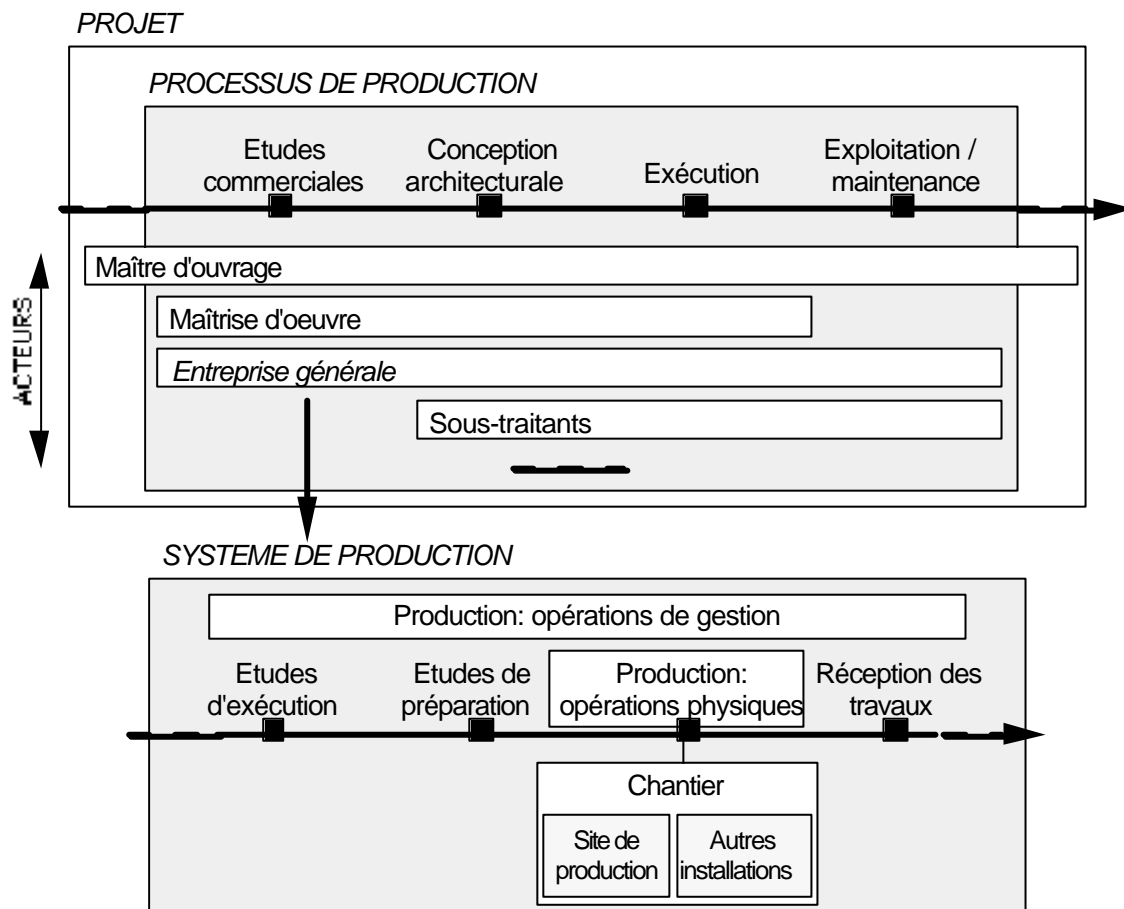 PROJET
PROCESSUS DE PRODUCTION
Etudes
commerciales
Conception
architecturale
Exécution
Exploitation /
maintenance
ACTEURS
Maître d'ouvrage
Maîtrise d'oeuvre
Entreprise générale
Sous-traitants
SYSTEME DE PRODUCTION
Production: opérations de gestion
Etudes
d'exécution
Etudes de
préparation
Production:
opérations physiques
Réception des
travaux
Chantier
Site de
production
Autres
installations